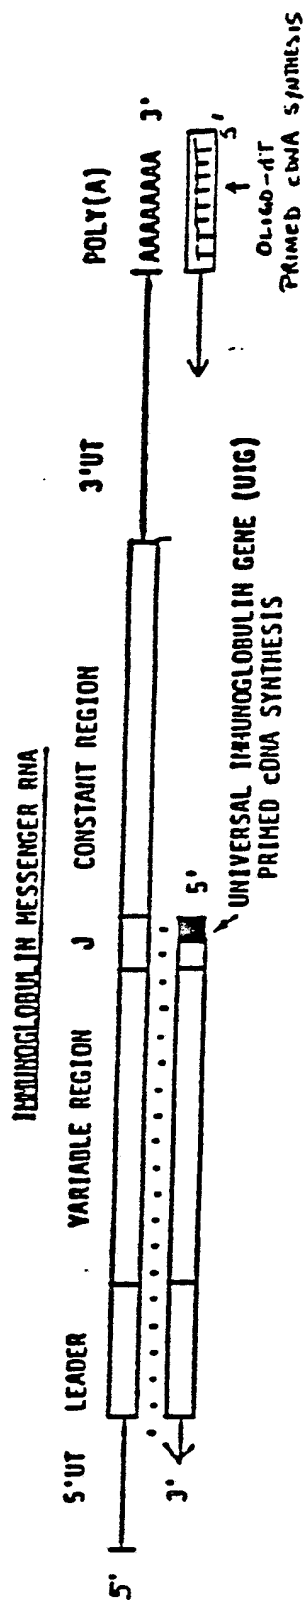 IMMUNOGLOBULIN MESSENGER RNA
5'UT LEADER VARIABLE REGION J CONSTANT REGION 3'UT POLY(A)
5' AAAAAAAA 3'
3' 5' TTTTTTT 5'
UNIVERSAL IMMUNOGLOBULIN GENE (UIG)
PRIMED cDNA SYNTHESIS
OLIGO-dT
PRIMED cDNA SYNTHESIS